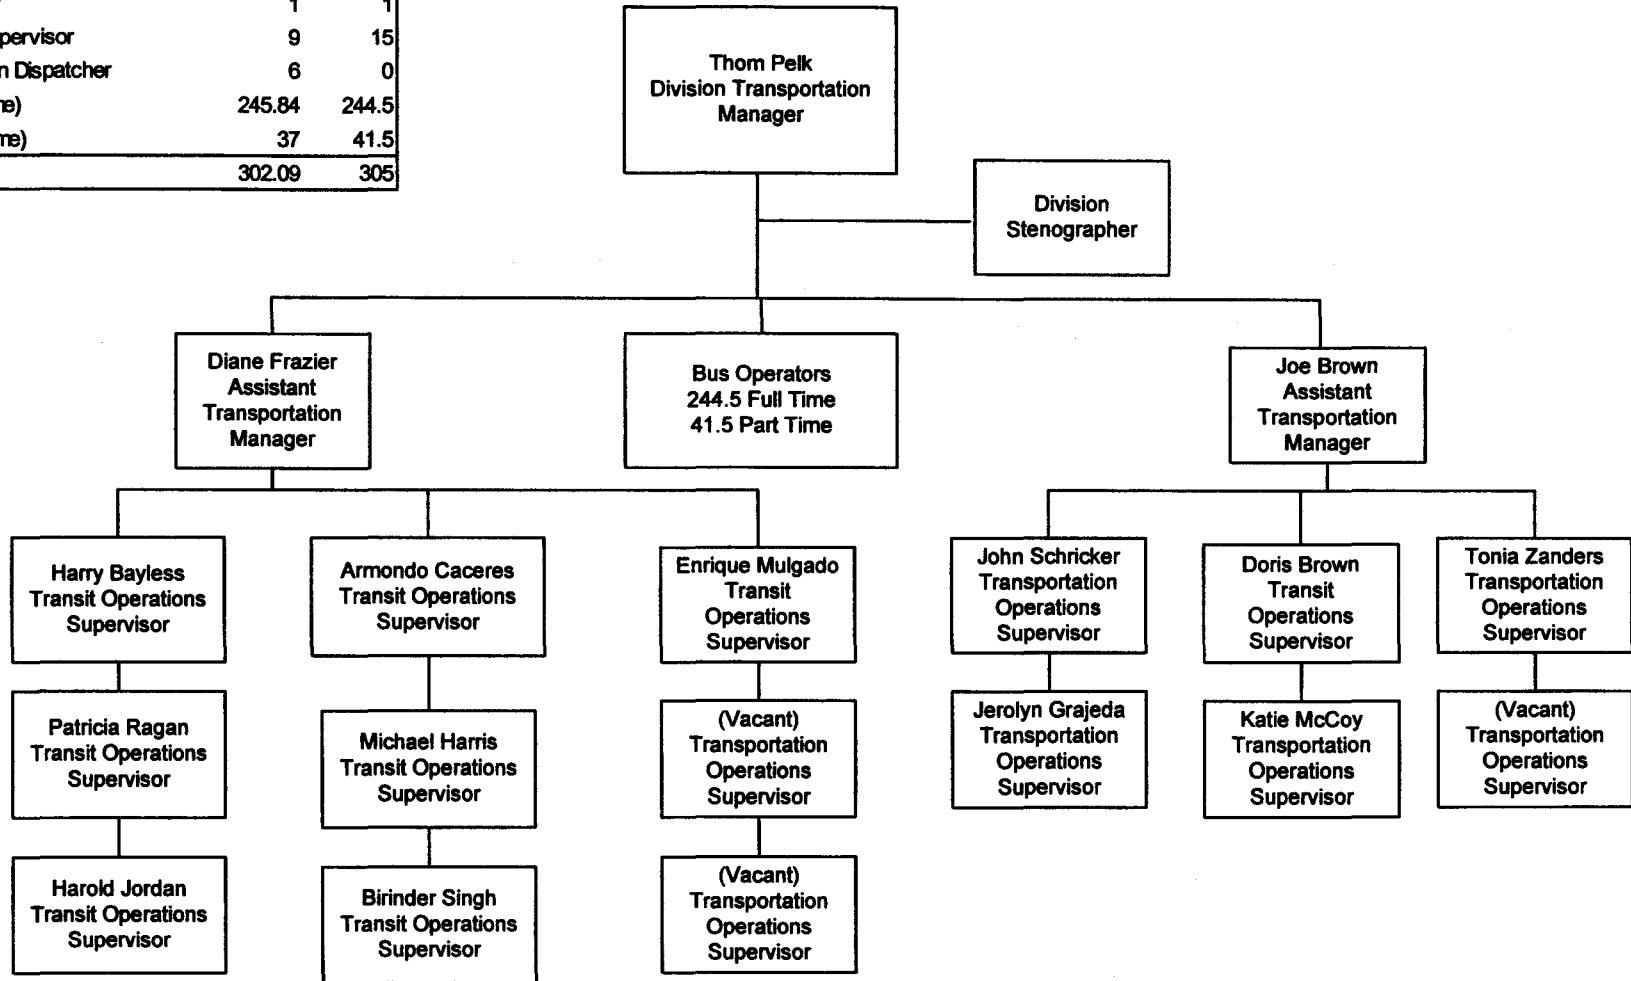 1 1
pervisor 9 15
n Dispatcher 6 0
ne) 245.84 244.5
me) 37 41.5
302.09 305
Thom Pelk
Division Transportation
Manager
Division
Stenographer
Diane Frazier
Assistant
Transportation
Manager
Bus Operators
244.5 Full Time
41.5 Part Time
Joe Brown
Assistant
Transportation
Manager
Harry Bayless
Transit Operations
Supervisor
Armondo Caceres
Transit Operations
Supervisor
Enrique Mulgado
Transit
Operations
Supervisor
John Schricker
Transportation
Operations
Supervisor
Doris Brown
Transit
Operations
Supervisor
Tonia Zanders
Transportation
Operations
Supervisor
Patricia Ragan
Transit Operations
Supervisor
Michael Harris
Transit Operations
Supervisor
(Vacant)
Transportation
Operations
Supervisor
Jerolyn Grajeda
Transportation
Operations
Supervisor
Katie McCoy
Transportation
Operations
Supervisor
(Vacant)
Transportation
Operations
Supervisor
Harold Jordan
Transit Operations
Supervisor
Birinder Singh
Transit Operations
Supervisor
(Vacant)
Transportation
Operations
Supervisor